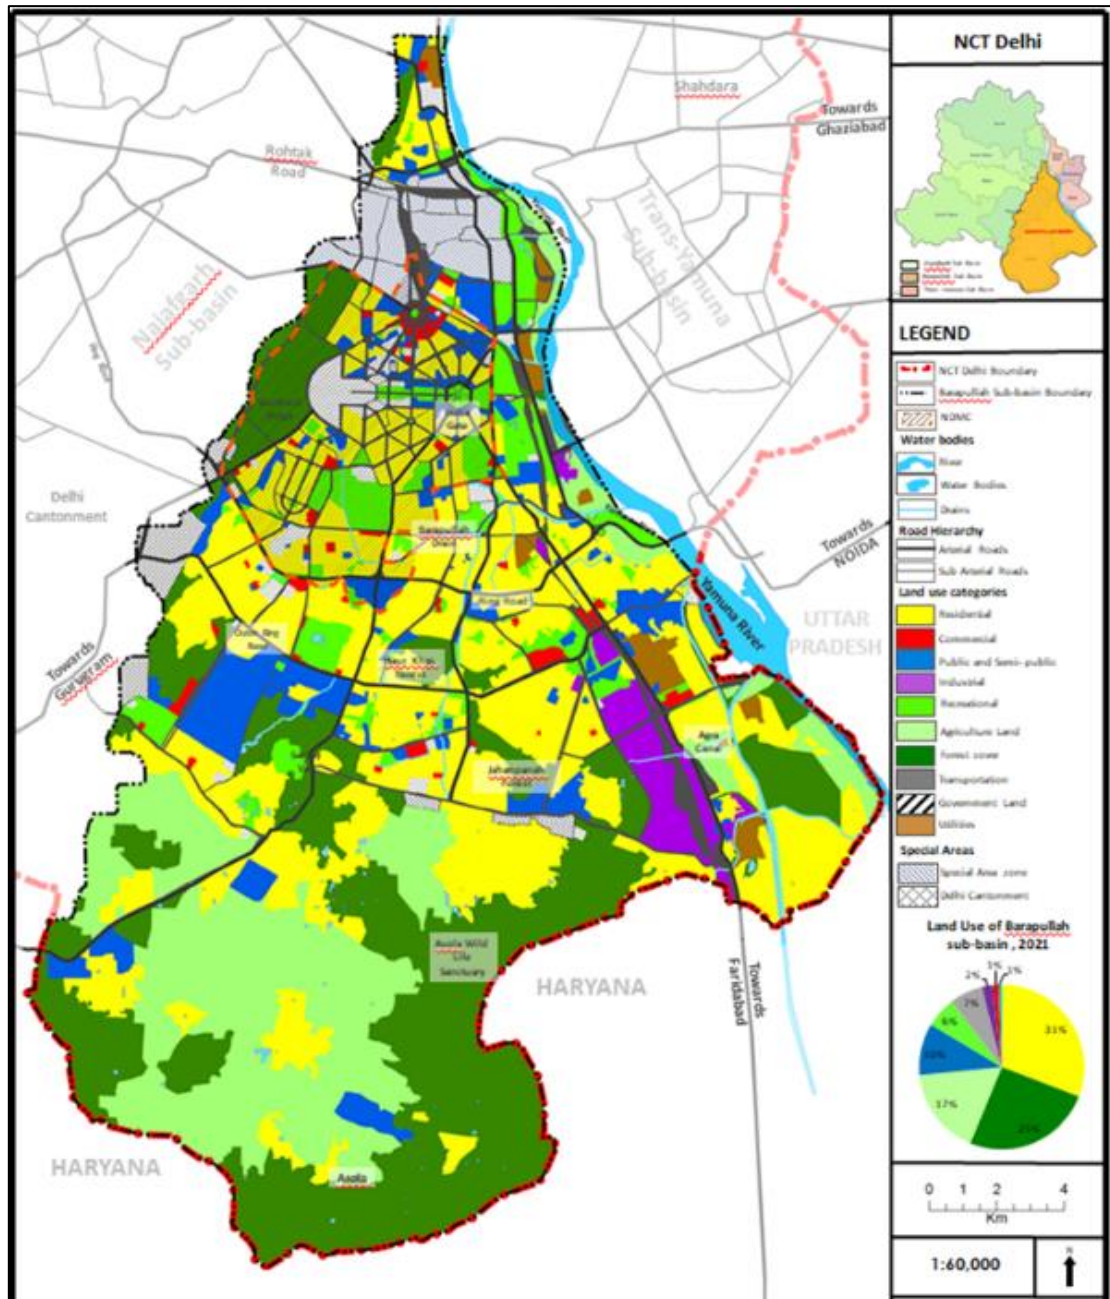 NCT Delhi
Shahdara
Towards
Ghaziabad
Rohtak
Road
Trans-Yamuna
Sub-basin
Najafgarh
Sub-basin
Gate
Delhi
Cantonment
Barapullah
Drain
Towards
NOIDA
Ring Road
Yamuna River
UTTAR
PRADESH
Towards
Gurugram
Hauz Khas
Agra
Canal
Jahanpanah
Forest
Asola Wild
Life
Sanctuary
HARYANA
Towards
Faridabad
HARYANA
Asola
LEGEND
NCT Delhi Boundary
Barapullah Sub-basin Boundary
NDMC
Water bodies
River
Water Bodies
Drains
Road Hierarchy
Arterial Roads
Sub Arterial Roads
Land use categories
Residential
Commercial
Public and Semi-public
Industrial
Recreational
Agriculture Land
Forest cover
Transportation
Government Land
Utilities
Special Areas
Special Area zone
Delhi Cantonment
Land Use of Barapullah
sub-basin , 2021
2%
1%
7%
6%
31%
17%
25%
0 1 2 4
Km
1:60,000
N